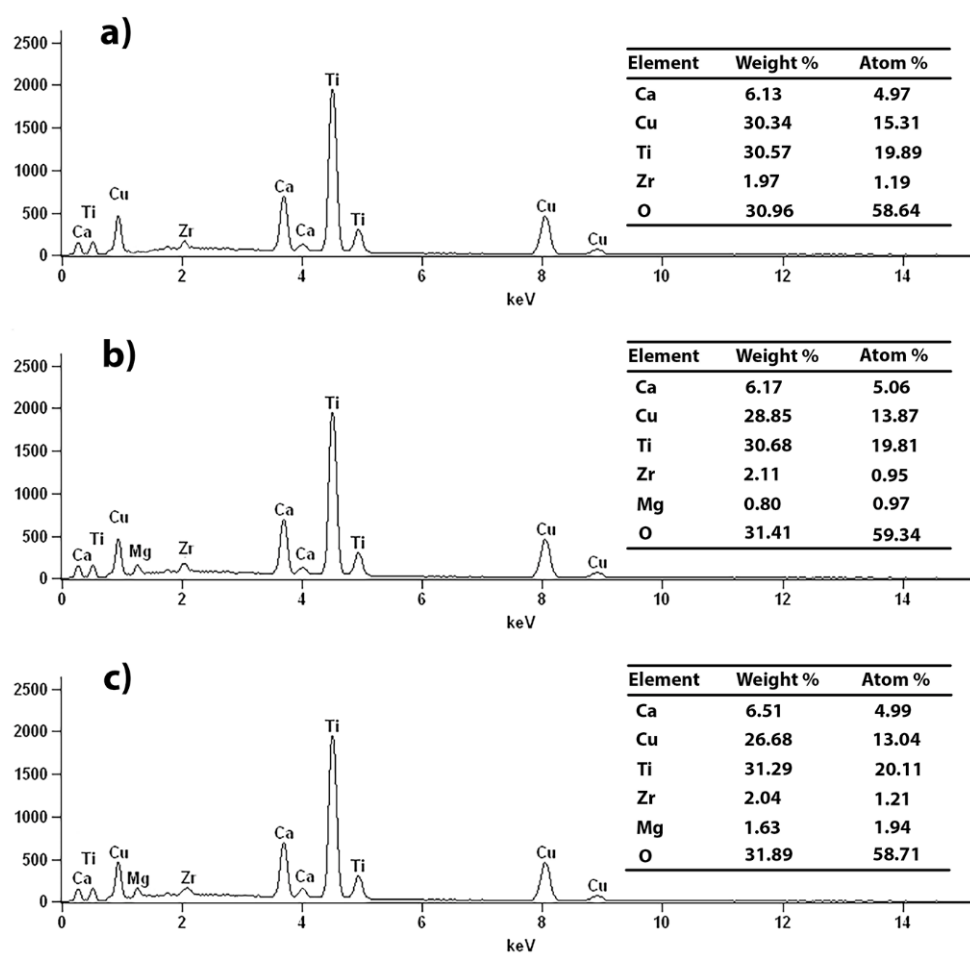 a)
2500
2000
1500
1000
500
0
Ca
Ti
Cu
Zr
Ca
Ca
Ti
Ti
Cu
Cu
0 2 4 6 8 10 12 14
keV
Element Weight % Atom %
Ca 6.13 4.97
Cu 30.34 15.31
Ti 30.57 19.89
Zr 1.97 1.19
O 30.96 58.64
b)
2500
2000
1500
1000
500
0
Ca
Ti
Cu
Mg
Zr
Ca
Ca
Ti
Ti
Cu
Cu
0 2 4 6 8 10 12 14
keV
Element Weight % Atom %
Ca 6.17 5.06
Cu 28.85 13.87
Ti 30.68 19.81
Zr 2.11 0.95
Mg 0.80 0.97
O 31.41 59.34
c)
2500
2000
1500
1000
500
0
Ca
Ti
Cu
Mg
Zr
Ca
Ca
Ti
Ti
Cu
Cu
0 2 4 6 8 10 12 14
keV
Element Weight % Atom %
Ca 6.51 4.99
Cu 26.68 13.04
Ti 31.29 20.11
Zr 2.04 1.21
Mg 1.63 1.94
O 31.89 58.71